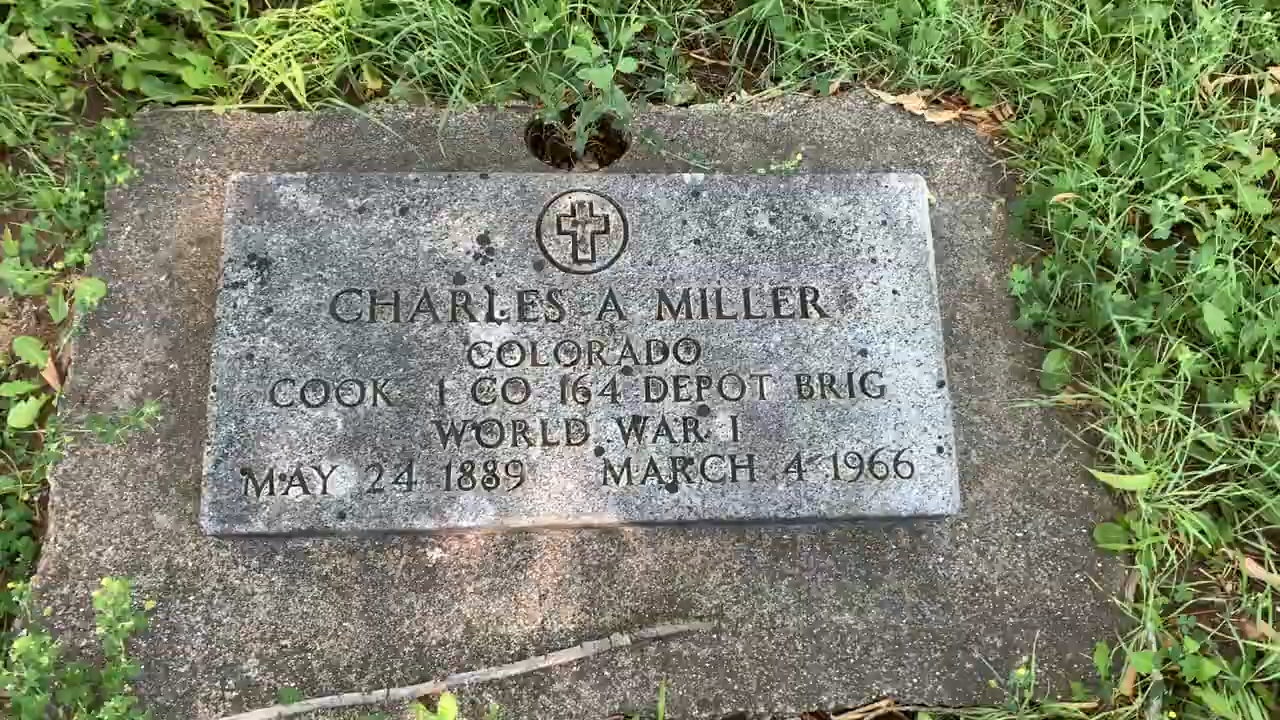 CHARLES A MILLER
COLORADO
COOK 1 CO 164 DEPOT BRIG
WORLD WAR I
MAY 24 1889 MARCH 4 1966